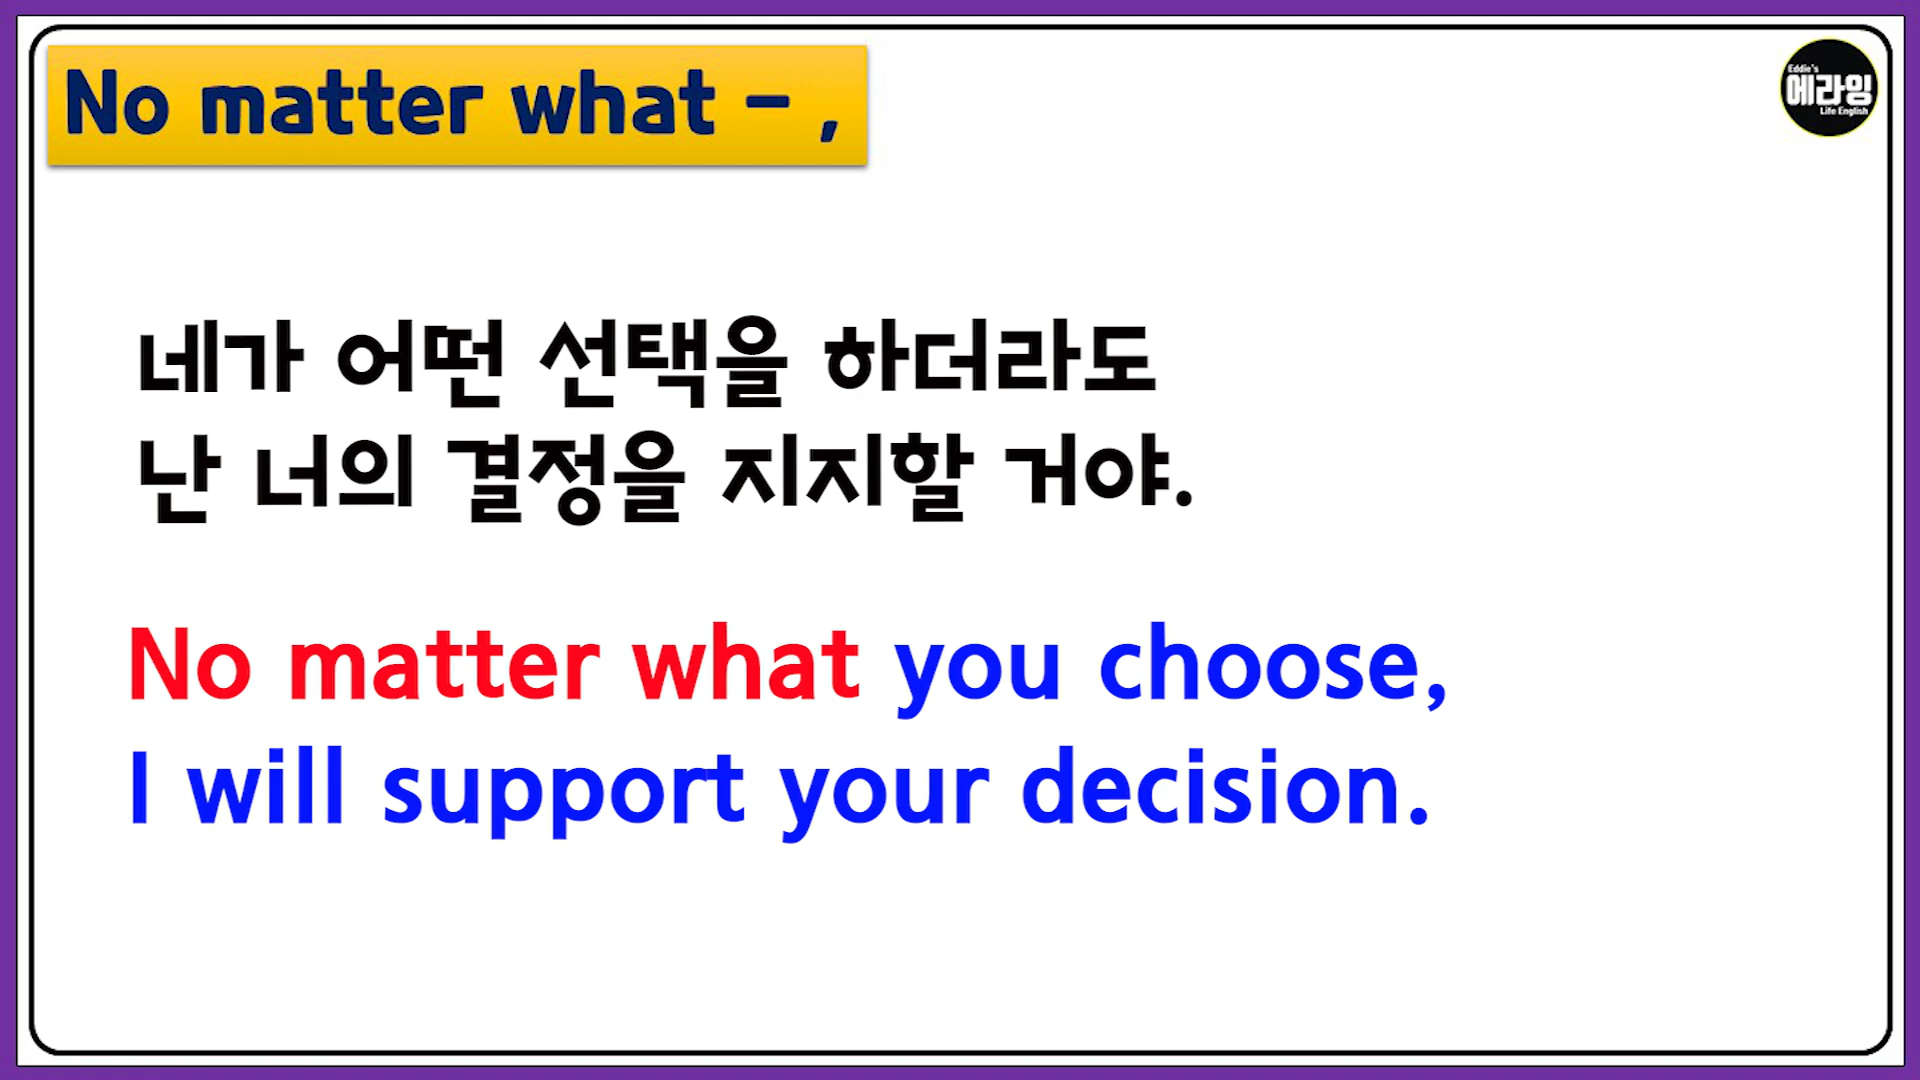 No matter what - ,
Eddie's
에라잉
Life English
네가 어떤 선택을 하더라도
난 너의 결정을 지지할 거야.
No matter what you choose,
I will support your decision.